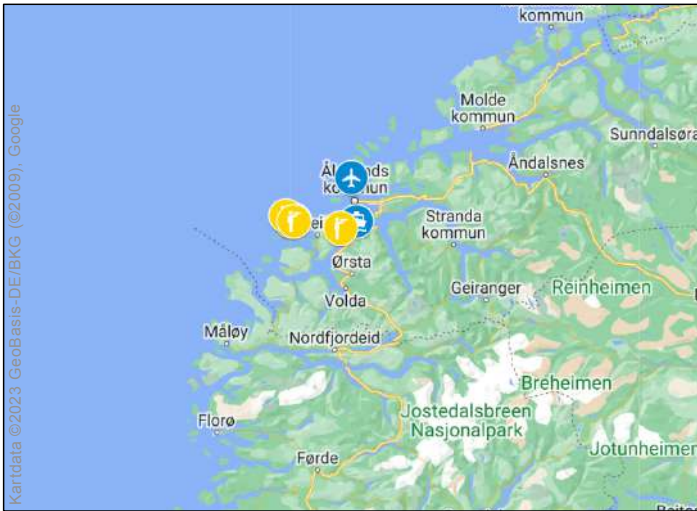 kommun
Molde
kommun
Sunndalsøra
Åndalsnes
kommun
Stranda
kommun
Ørsta
Geiranger
Reinheimen
Volda
Måløy
Nordfjordeid
Breheimen
Jostedalsbreen
Nasjonalpark
Florø
Jotunheimen
Førde
Kartdata ©2023 GeoBasis-DE/BKG (©2009), Google